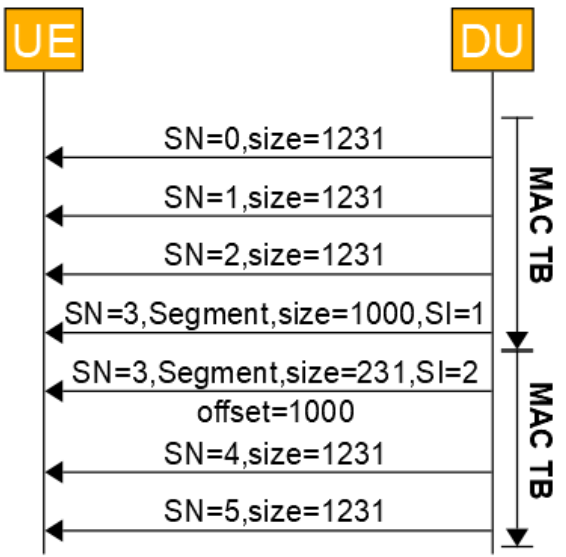 UE
DU
SN=0,size=1231
SN=1,size=1231
SN=2,size=1231
SN=3,Segment,size=1000,SI=1
MAC TB
SN=3,Segment,size=231,SI=2
offset=1000
SN=4,size=1231
SN=5,size=1231
MAC TB